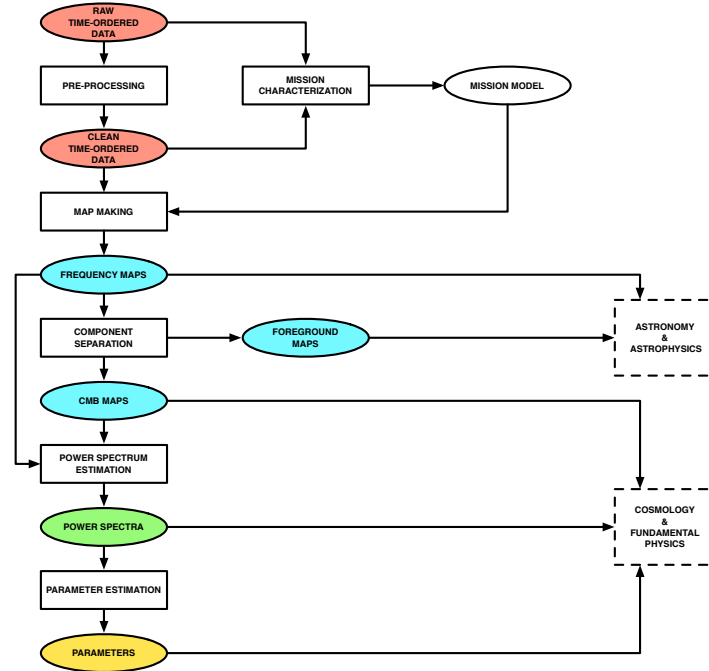 RAW
TIME-ORDERED
DATA
PRE-PROCESSING
MISSION
CHARACTERIZATION
MISSION MODEL
CLEAN
TIME-ORDERED
DATA
MAP MAKING
FREQUENCY MAPS
COMPONENT
SEPARATION
FOREGROUND
MAPS
ASTRONOMY
&
ASTROPHYSICS
CMB MAPS
POWER SPECTRUM
ESTIMATION
POWER SPECTRA
COSMOLOGY
&
FUNDAMENTAL
PHYSICS
PARAMETER ESTIMATION
PARAMETERS